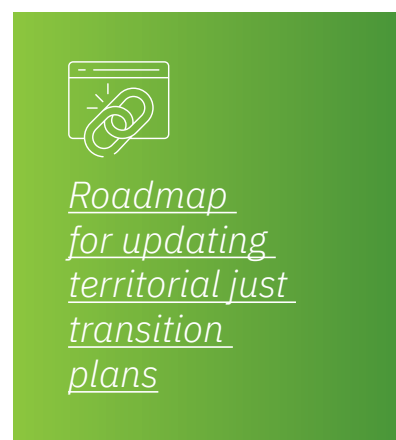 Roadmap
for updating
territorial just
transition
plans